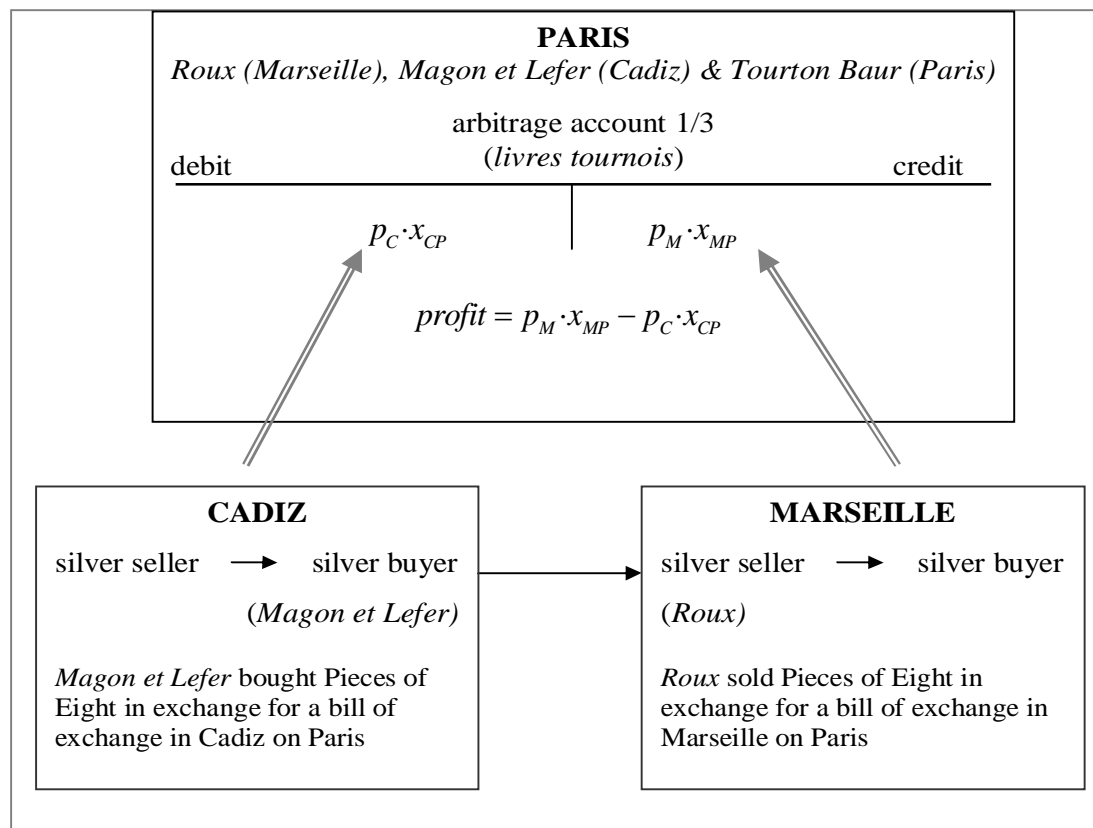 PARIS
Roux (Marseille), Magon et Lefer (Cadiz) & Tourton Baur (Paris)
arbitrage account 1/3
(livres tournois)
debit credit
p_C·x_CP p_M·x_MP
profit = p_M·x_MP − p_C·x_CP
CADIZ
silver seller → silver buyer
(Magon et Lefer)
Magon et Lefer bought Pieces of
Eight in exchange for a bill of
exchange in Cadiz on Paris
MARSEILLE
silver seller → silver buyer
(Roux)
Roux sold Pieces of Eight in
exchange for a bill of exchange in
Marseille on Paris